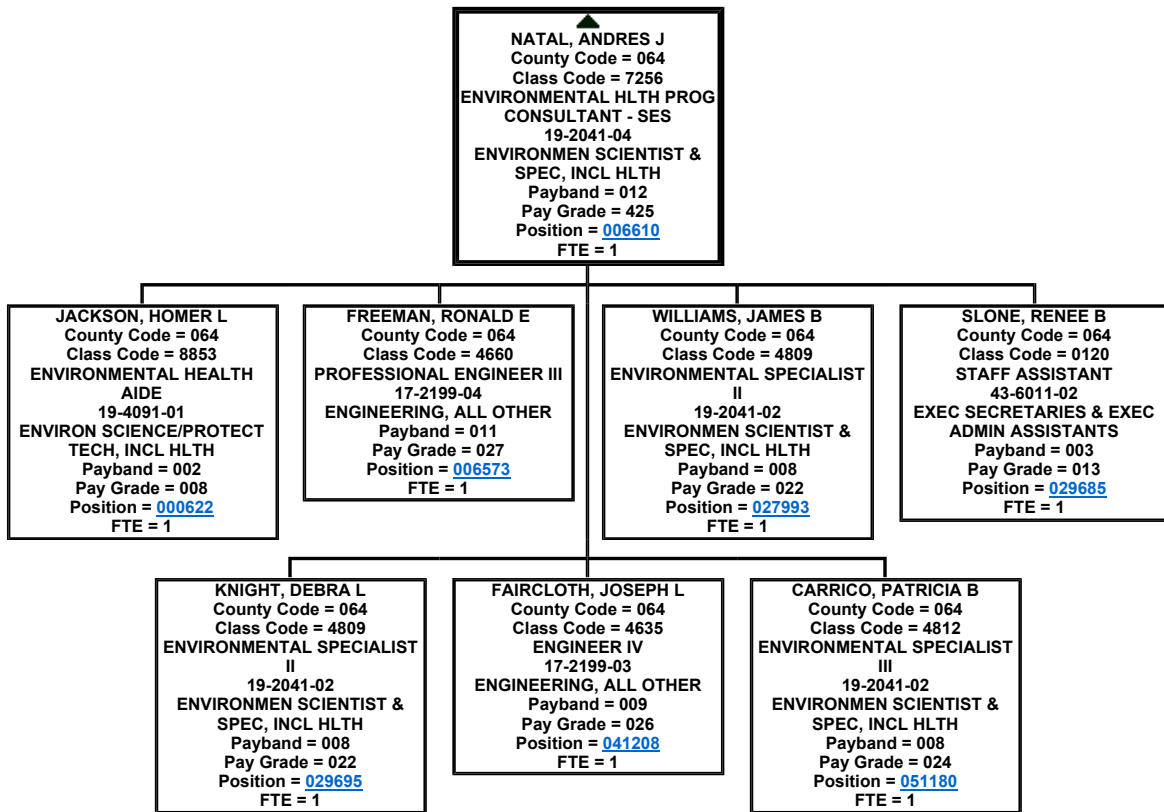 NATAL, ANDRES J
County Code = 064
Class Code = 7256
ENVIRONMENTAL HLTH PROG
CONSULTANT - SES
19-2041-04
ENVIRONMEN SCIENTIST &
SPEC, INCL HLTH
Payband = 012
Pay Grade = 425
Position = 006610
FTE = 1
JACKSON, HOMER L
County Code = 064
Class Code = 8853
ENVIRONMENTAL HEALTH
AIDE
19-4091-01
ENVIRON SCIENCE/PROTECT
TECH, INCL HLTH
Payband = 002
Pay Grade = 008
Position = 000622
FTE = 1
FREEMAN, RONALD E
County Code = 064
Class Code = 4660
PROFESSIONAL ENGINEER III
17-2199-04
ENGINEERING, ALL OTHER
Payband = 011
Pay Grade = 027
Position = 006573
FTE = 1
WILLIAMS, JAMES B
County Code = 064
Class Code = 4809
ENVIRONMENTAL SPECIALIST
II
19-2041-02
ENVIRONMEN SCIENTIST &
SPEC, INCL HLTH
Payband = 008
Pay Grade = 022
Position = 027993
FTE = 1
SLONE, RENEE B
County Code = 064
Class Code = 0120
STAFF ASSISTANT
43-6011-02
EXEC SECRETARIES & EXEC
ADMIN ASSISTANTS
Payband = 003
Pay Grade = 013
Position = 029685
FTE = 1
KNIGHT, DEBRA L
County Code = 064
Class Code = 4809
ENVIRONMENTAL SPECIALIST
II
19-2041-02
ENVIRONMEN SCIENTIST &
SPEC, INCL HLTH
Payband = 008
Pay Grade = 022
Position = 029695
FTE = 1
FAIRCLOTH, JOSEPH L
County Code = 064
Class Code = 4635
ENGINEER IV
17-2199-03
ENGINEERING, ALL OTHER
Payband = 009
Pay Grade = 026
Position = 041208
FTE = 1
CARRICO, PATRICIA B
County Code = 064
Class Code = 4812
ENVIRONMENTAL SPECIALIST
III
19-2041-02
ENVIRONMEN SCIENTIST &
SPEC, INCL HLTH
Payband = 008
Pay Grade = 024
Position = 051180
FTE = 1